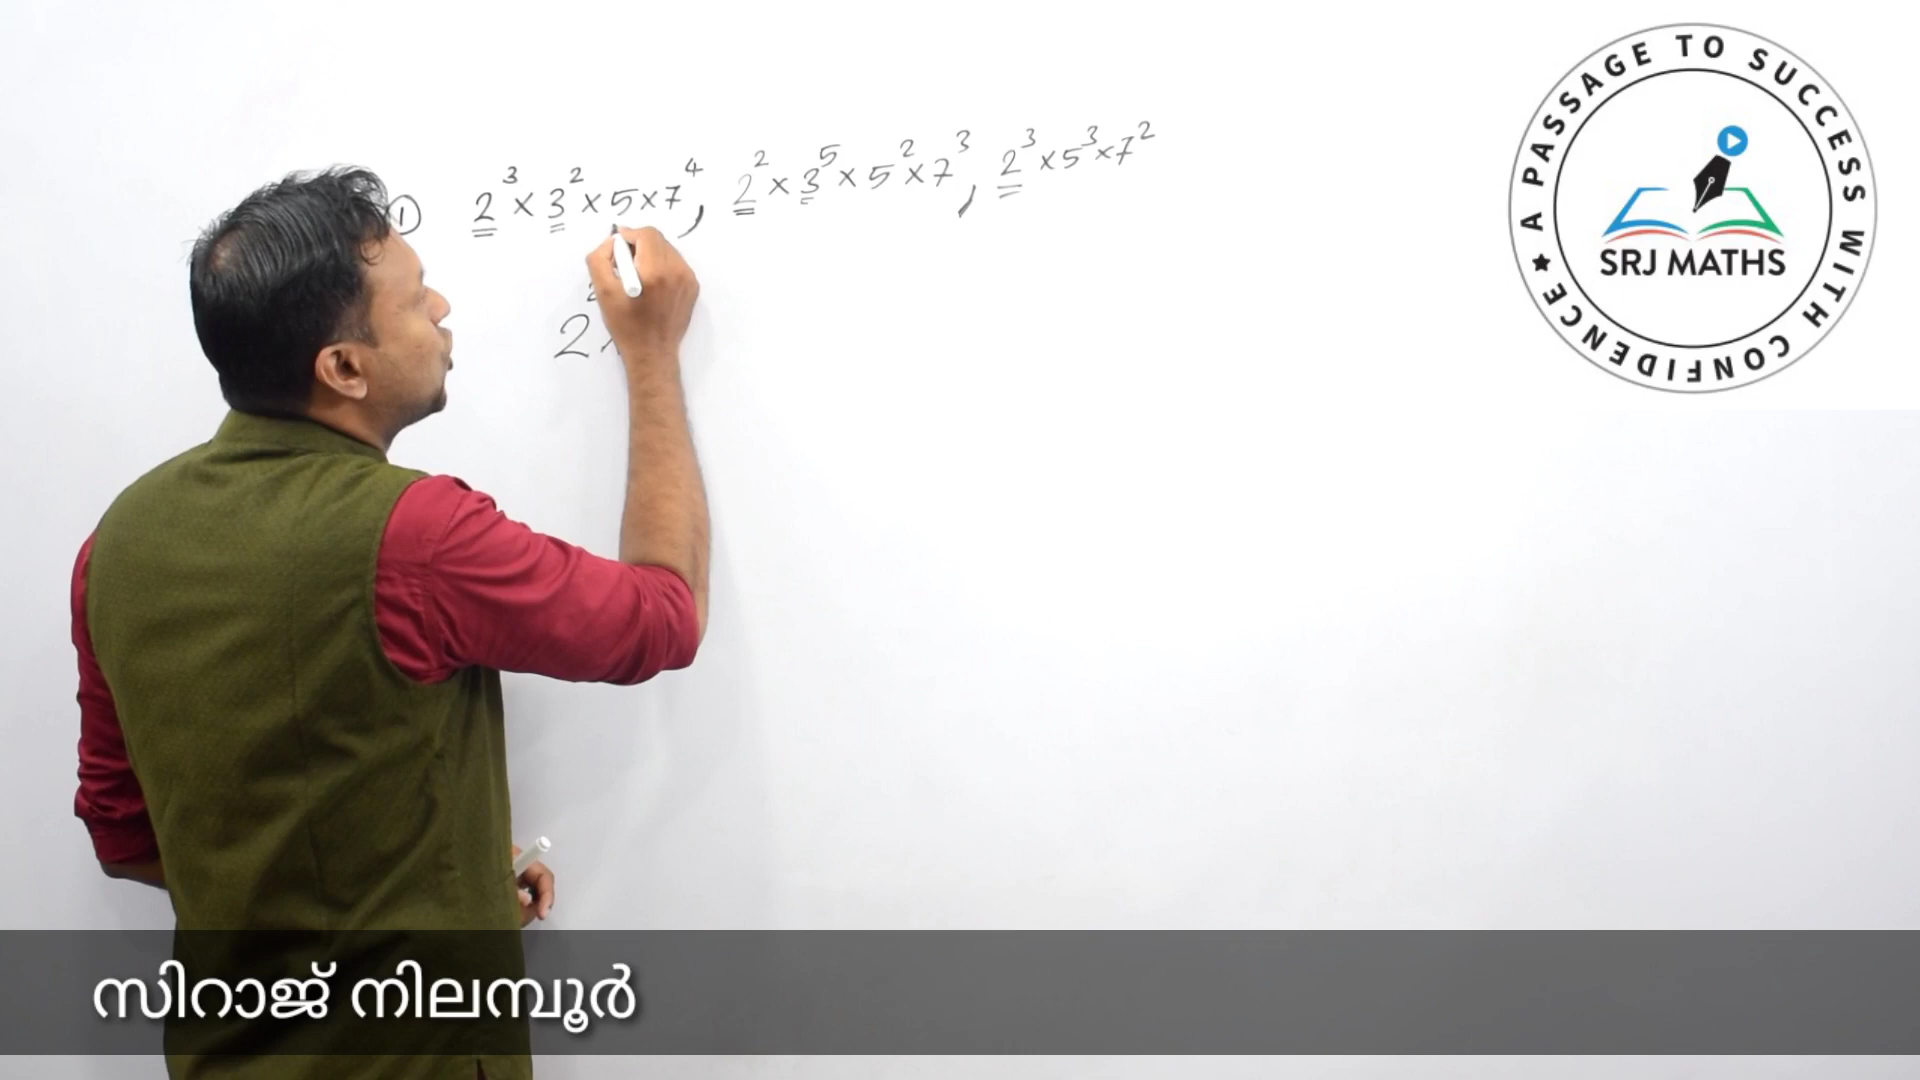 ① 2³ × 3² × 5 × 7⁴, 2² × 3⁵ × 5² × 7³, 2³ × 5³ × 7²
2
A PASSAGE TO SUCCESS WITH CONFIDENCE ★
SRJ MATHS
സിറാജ് നിലമ്പൂർ